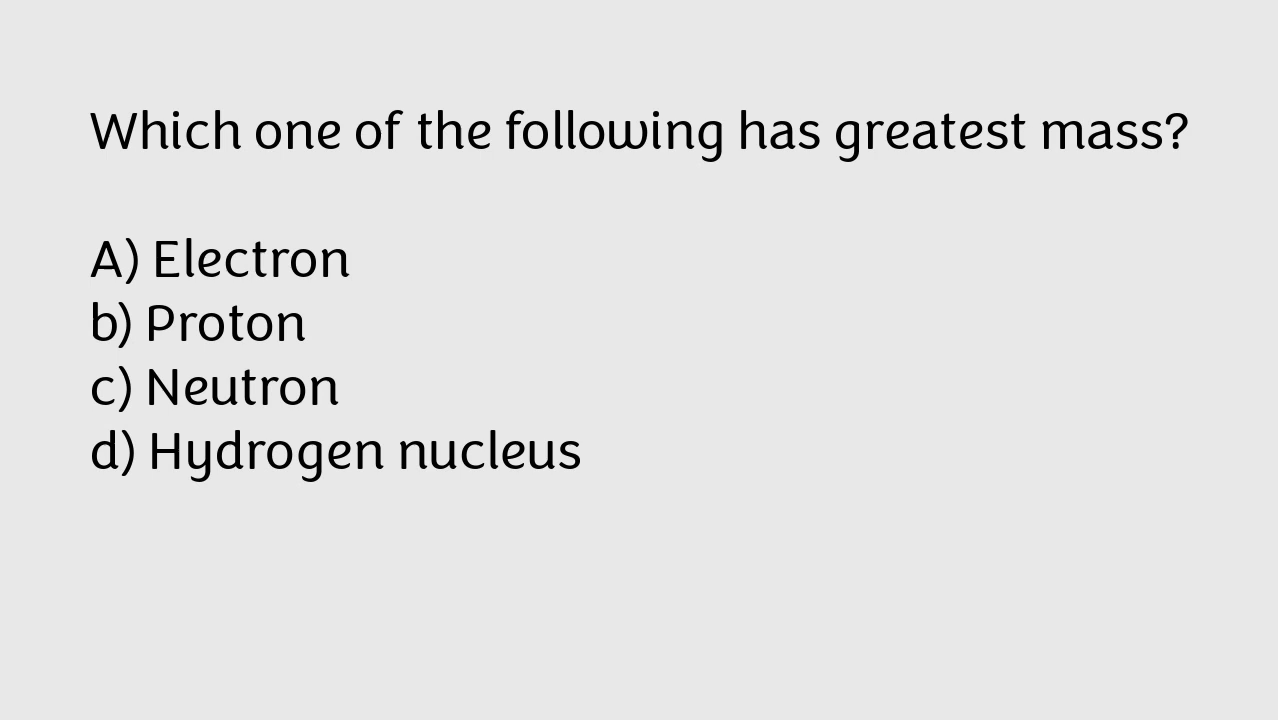 Which one of the following has greatest mass?
A) Electron
b) Proton
c) Neutron
d) Hydrogen nucleus